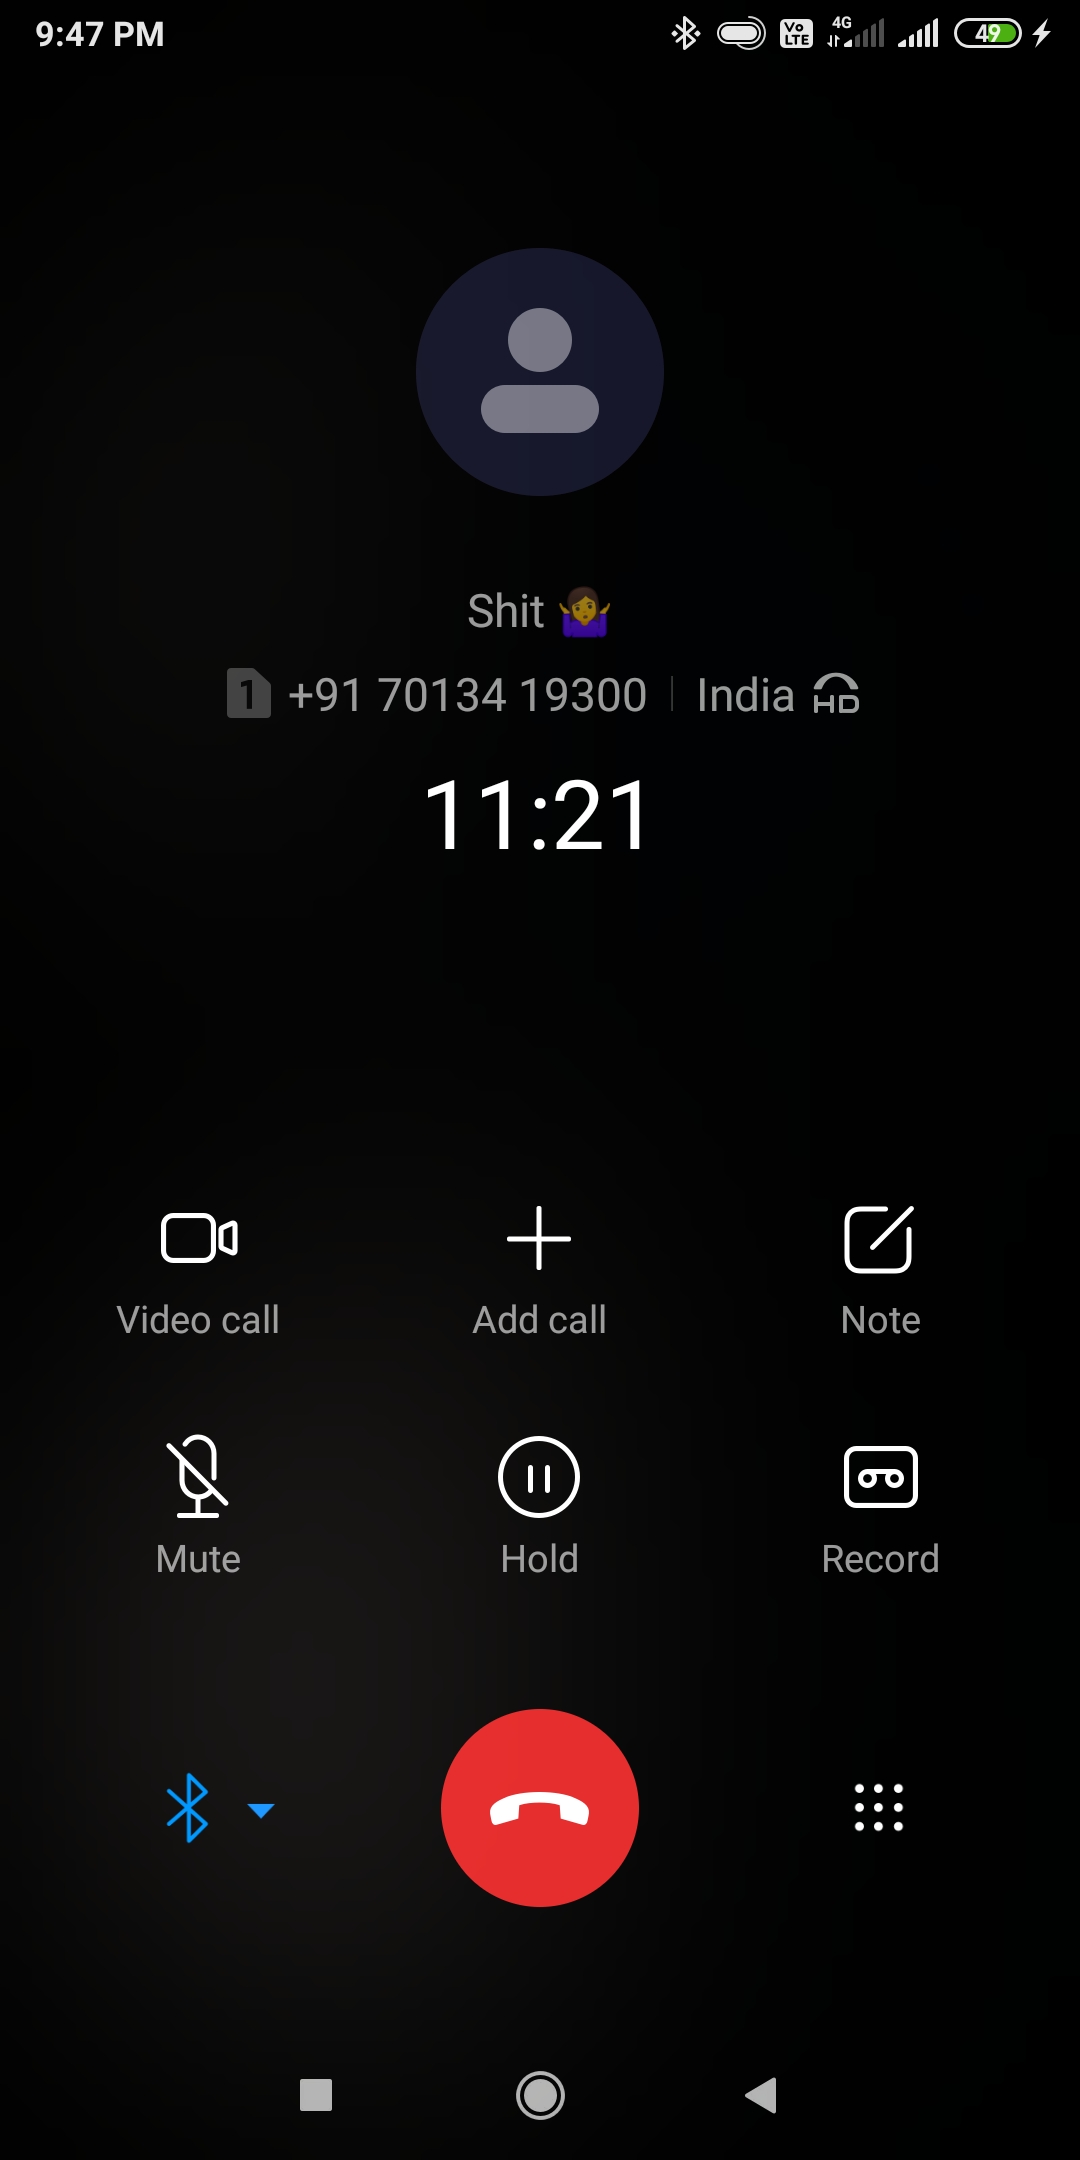 9:47 PM Vo LTE 4G 49
Shit 🤷‍♀️
1 +91 70134 19300 | India HD
11:21
Video call Add call Note
Mute Hold Record